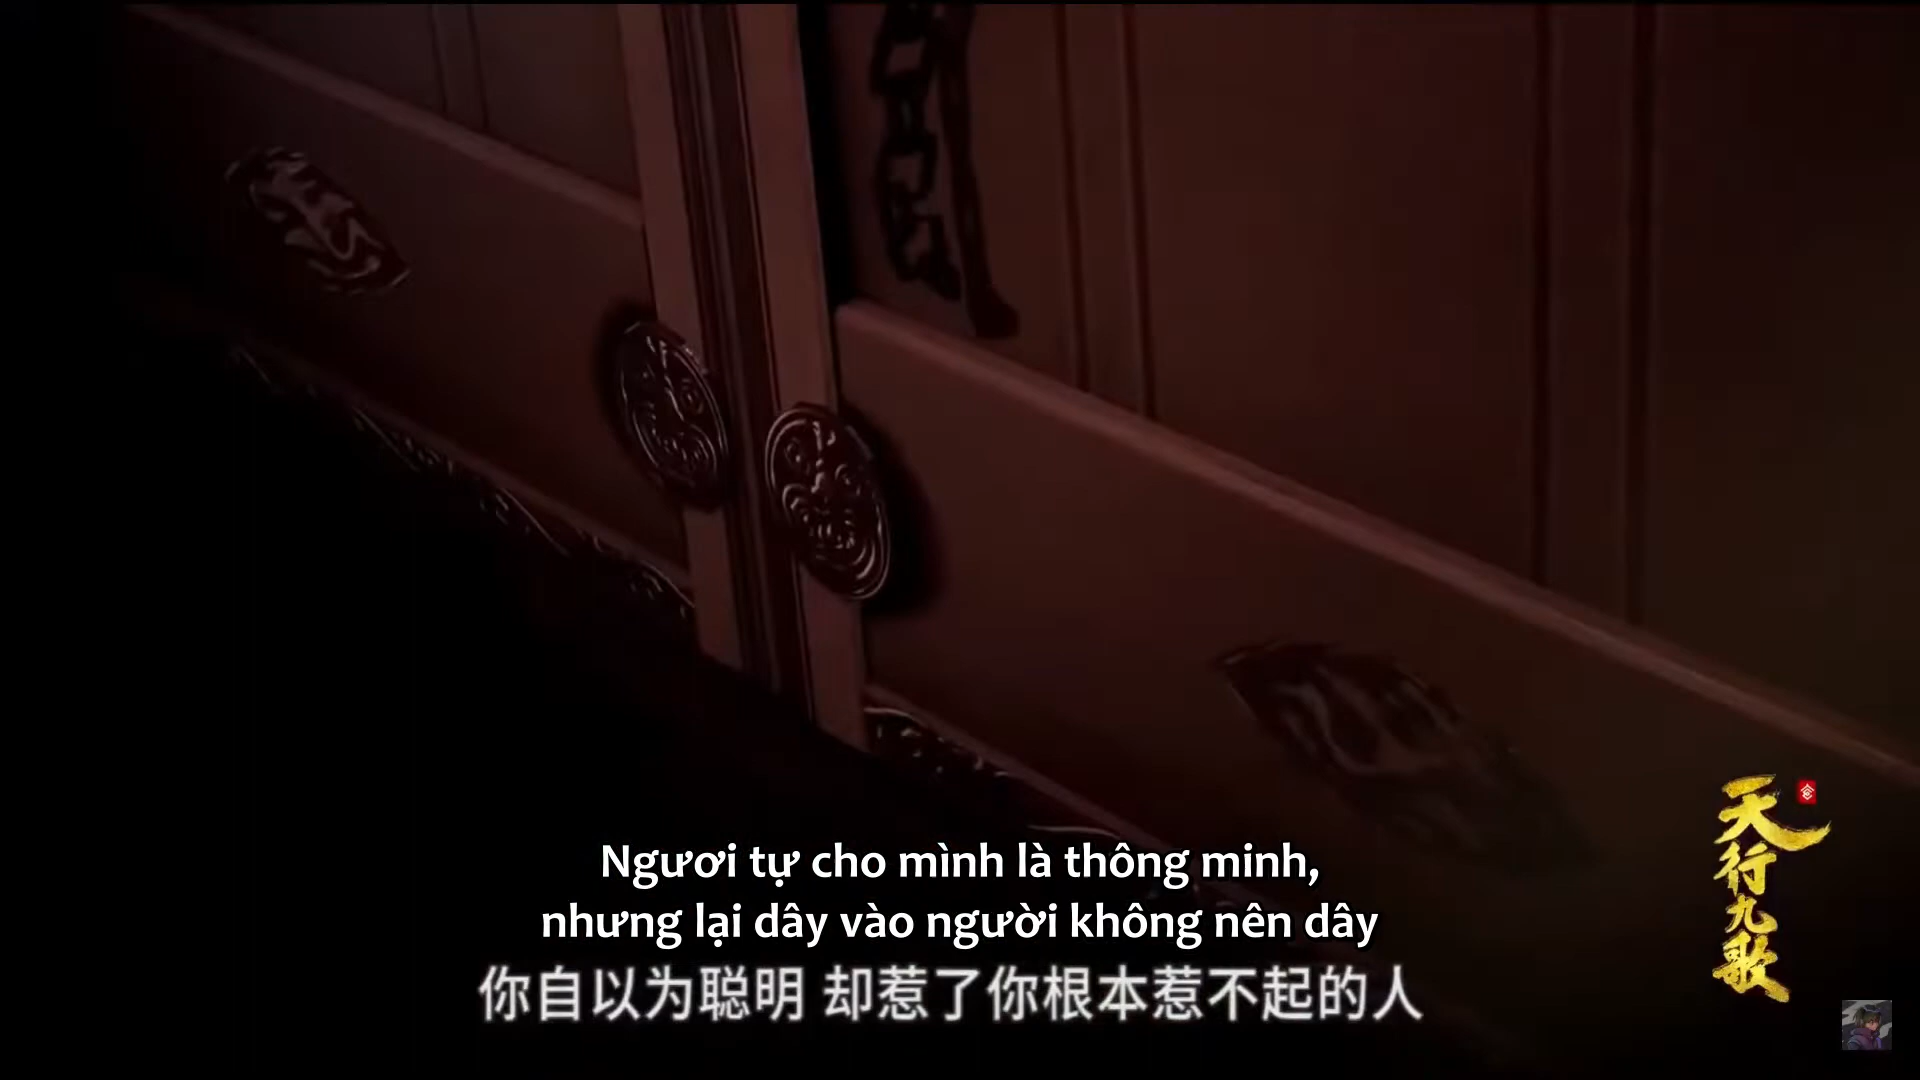 Ngươi tự cho mình là thông minh,
nhưng lại dây vào người không nên dây
你自以为聪明 却惹了你根本惹不起的人
天行九歌